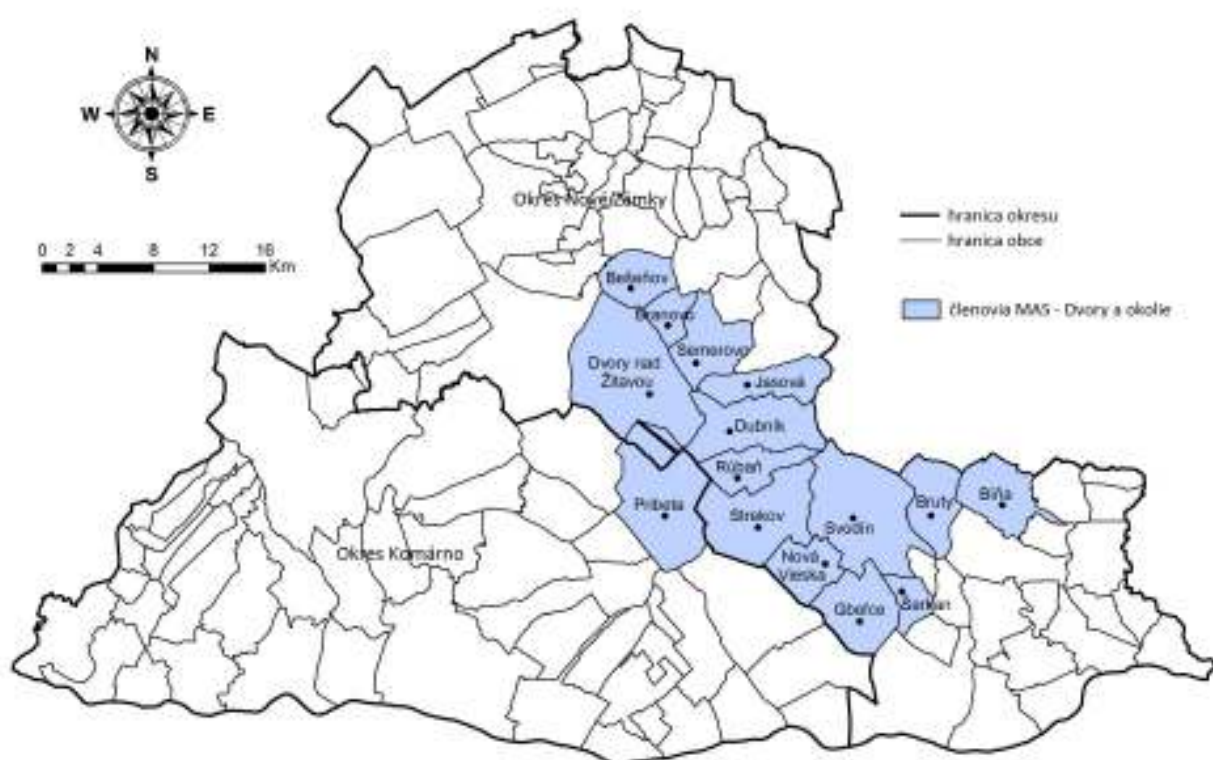 N
W
E
S
0 2 4 8 12 16
Km
Okres Nové Zámky
hranica okresu
hranica obce
členovia MAS - Dvory a okolie
Bešeňov
Branovo
Semerovo
Dvory nad
Žitavou
Jasová
Dubník
Rúbaň
Pribeta
Strekov
Svodín
Bruty
Bíňa
Nová
Vieska
Gbelce
Šarkan
Okres Komárno